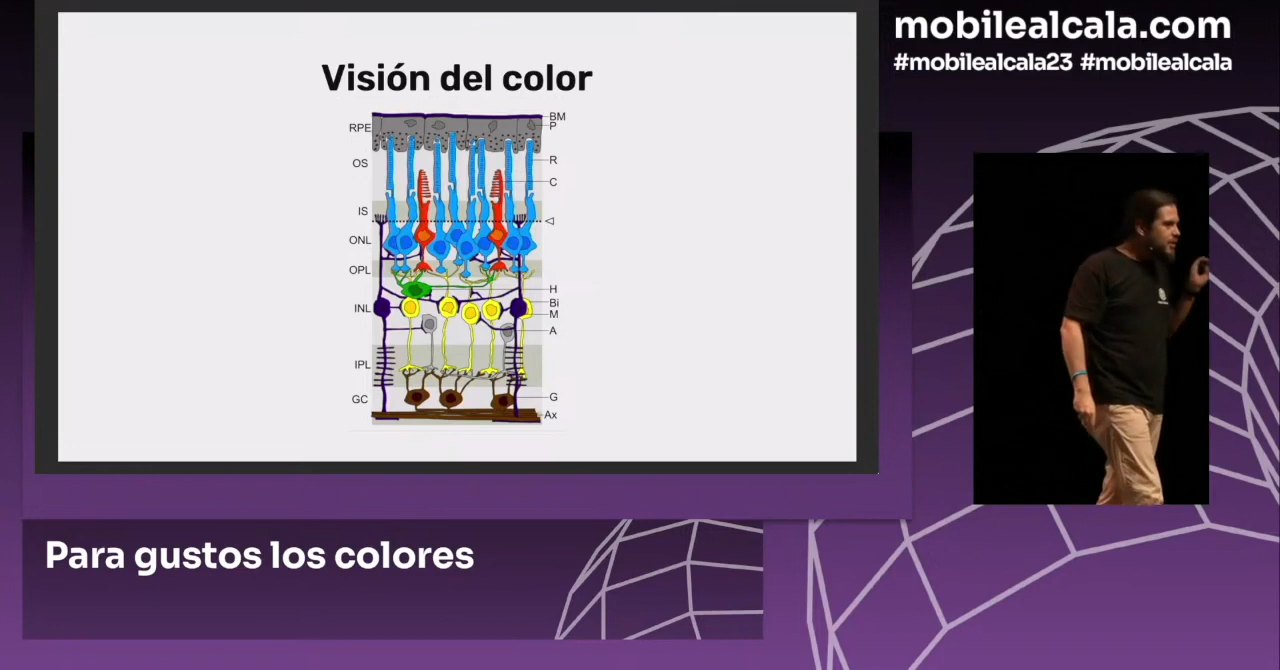 mobilealcala.com
#mobilealcala23 #mobilealcala
Visión del color
BM
RPE P
OS R
C
IS
ONL
OPL
H
INL Bi
M
A
IPL
GC G
Ax
Para gustos los colores